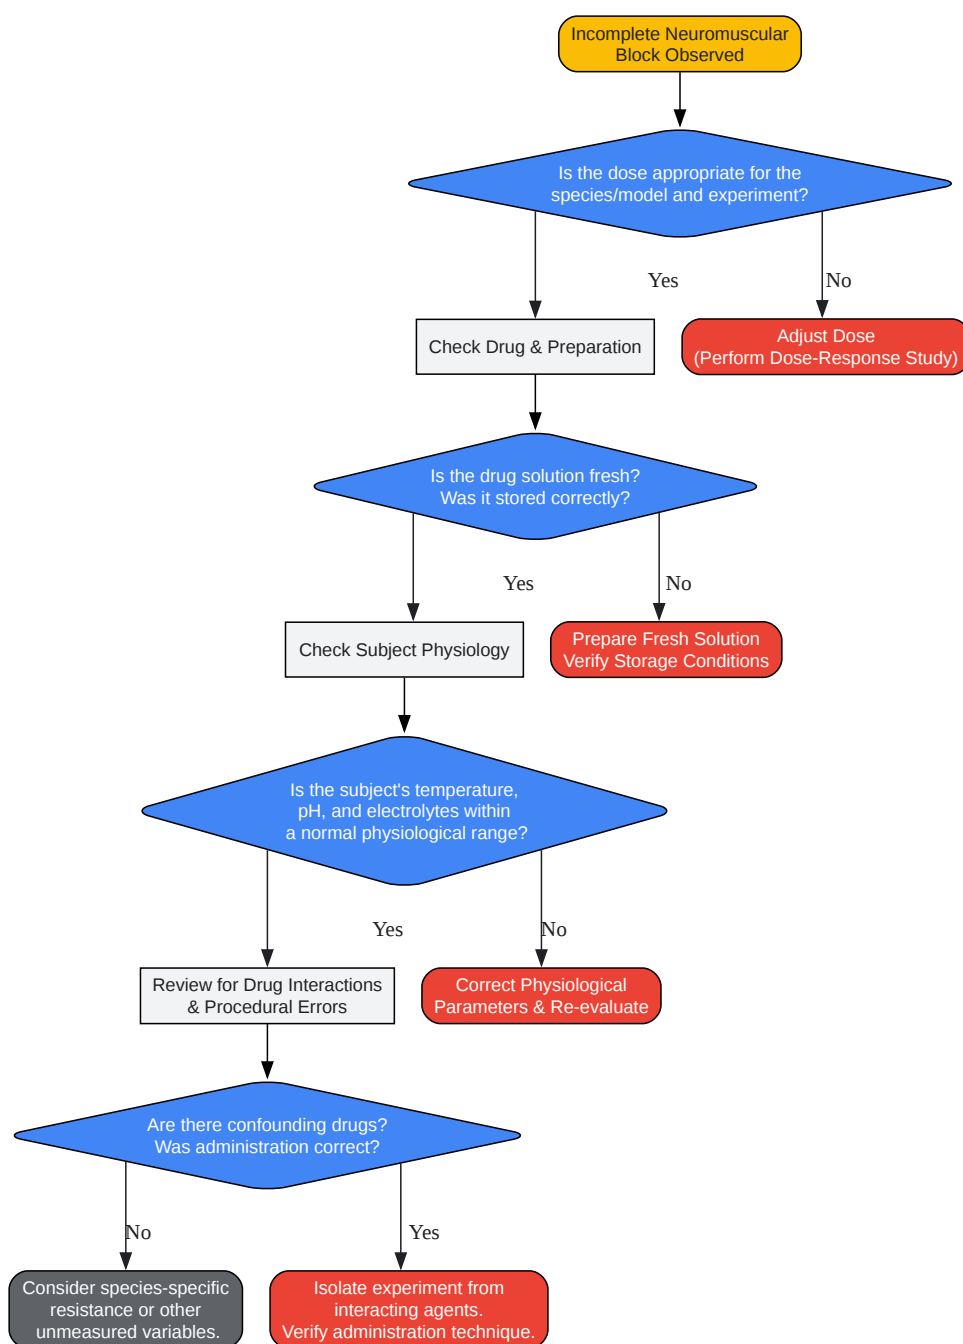 Incomplete Neuromuscular
Block Observed
Is the dose appropriate for the
species/model and experiment?
Yes
No
Check Drug & Preparation
Adjust Dose
(Perform Dose-Response Study)
Is the drug solution fresh?
Was it stored correctly?
Yes
No
Check Subject Physiology
Prepare Fresh Solution
Verify Storage Conditions
Is the subject's temperature,
pH, and electrolytes within
a normal physiological range?
Yes
No
Review for Drug Interactions
& Procedural Errors
Correct Physiological
Parameters & Re-evaluate
Are there confounding drugs?
Was administration correct?
No
Yes
Consider species-specific
resistance or other
unmeasured variables.
Isolate experiment from
interacting agents.
Verify administration technique.